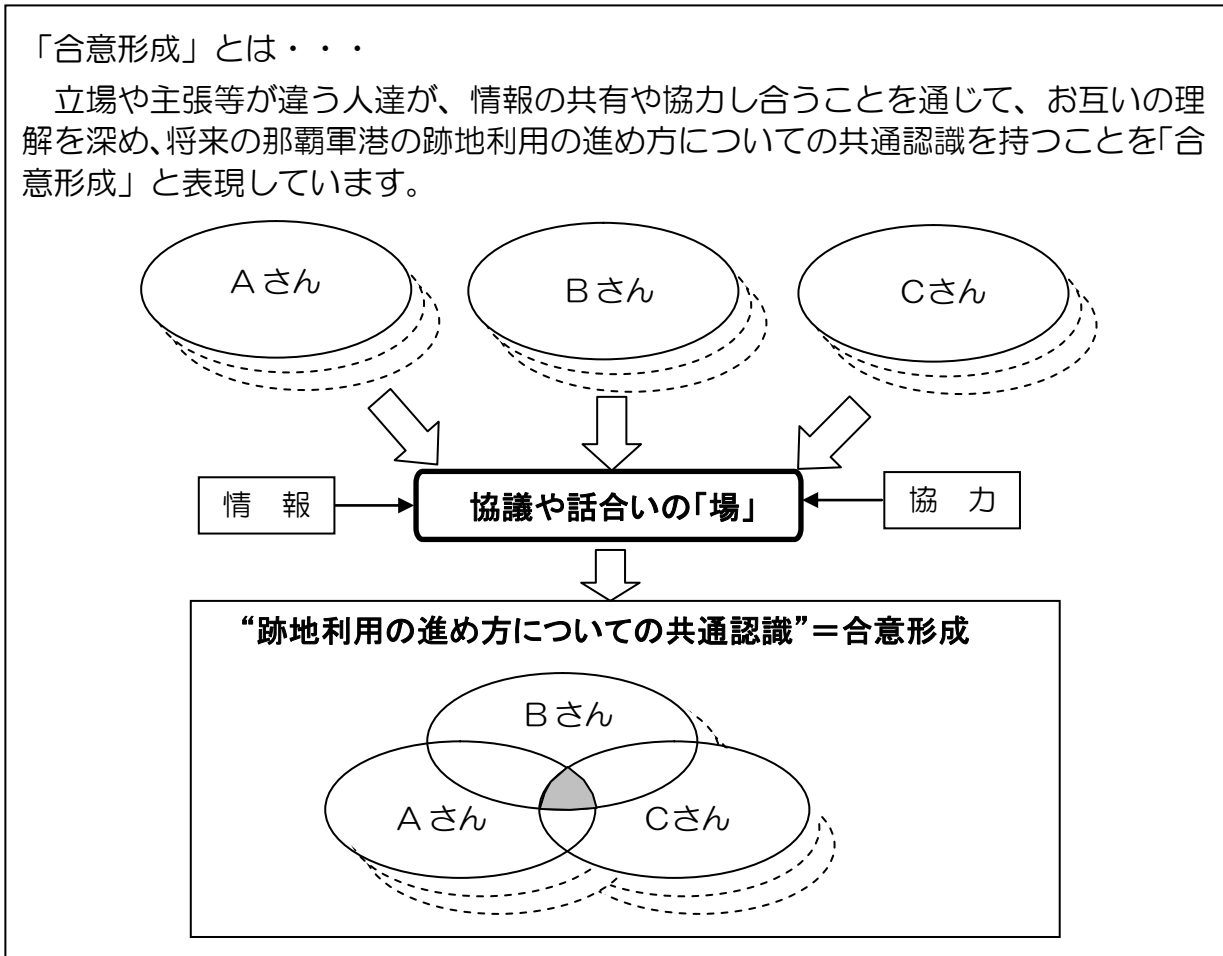 「合意形成」とは・・・
　立場や主張等が違う人達が、情報の共有や協力し合うことを通じて、お互いの理
解を深め、将来の那覇軍港の跡地利用の進め方についての共通認識を持つことを「合
意形成」と表現しています。
Ａさん
Ｂさん
Ｃさん
情　報
協議や話合いの「場」
協　力
“跡地利用の進め方についての共通認識”＝合意形成
Ｂさん
Ａさん
Ｃさん